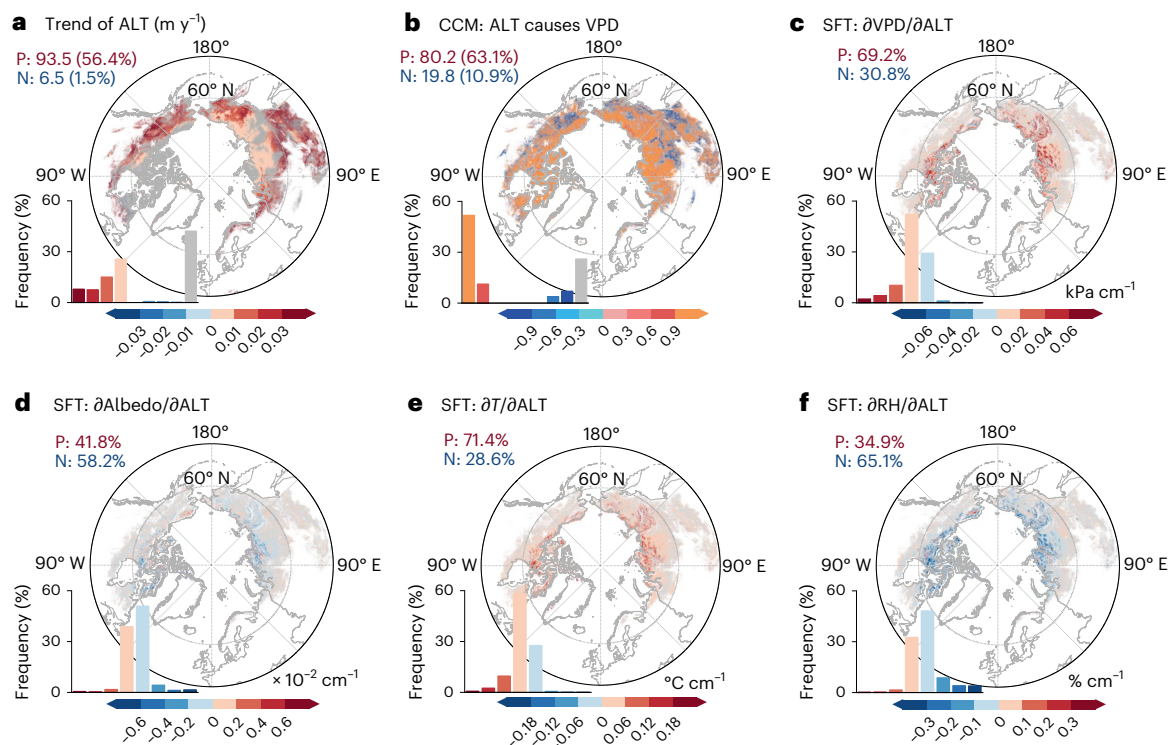 a Trend of ALT (m y⁻¹)
P: 93.5 (56.4%)
N: 6.5 (1.5%)
180°
60° N
90° W
90° E
Frequency (%)
60
30
0
−0.03 −0.02 −0.01 0 0.01 0.02 0.03
b CCM: ALT causes VPD
P: 80.2 (63.1%)
N: 19.8 (10.9%)
180°
60° N
90° W
90° E
Frequency (%)
60
30
0
−0.9 −0.6 −0.3 0 0.3 0.6 0.9
c SFT: ∂VPD/∂ALT
P: 69.2%
N: 30.8%
180°
60° N
90° W
90° E
Frequency (%)
60
30
0
kPa cm⁻¹
−0.06 −0.04 −0.02 0 0.02 0.04 0.06
d SFT: ∂Albedo/∂ALT
P: 41.8%
N: 58.2%
180°
60° N
90° W
90° E
Frequency (%)
60
30
0
× 10⁻² cm⁻¹
−0.6 −0.4 −0.2 0 0.2 0.4 0.6
e SFT: ∂T/∂ALT
P: 71.4%
N: 28.6%
180°
60° N
90° W
90° E
Frequency (%)
60
30
0
°C cm⁻¹
−0.18 −0.12 −0.06 0 0.06 0.12 0.18
f SFT: ∂RH/∂ALT
P: 34.9%
N: 65.1%
180°
60° N
90° W
90° E
Frequency (%)
60
30
0
% cm⁻¹
−0.3 −0.2 −0.1 0 0.1 0.2 0.3